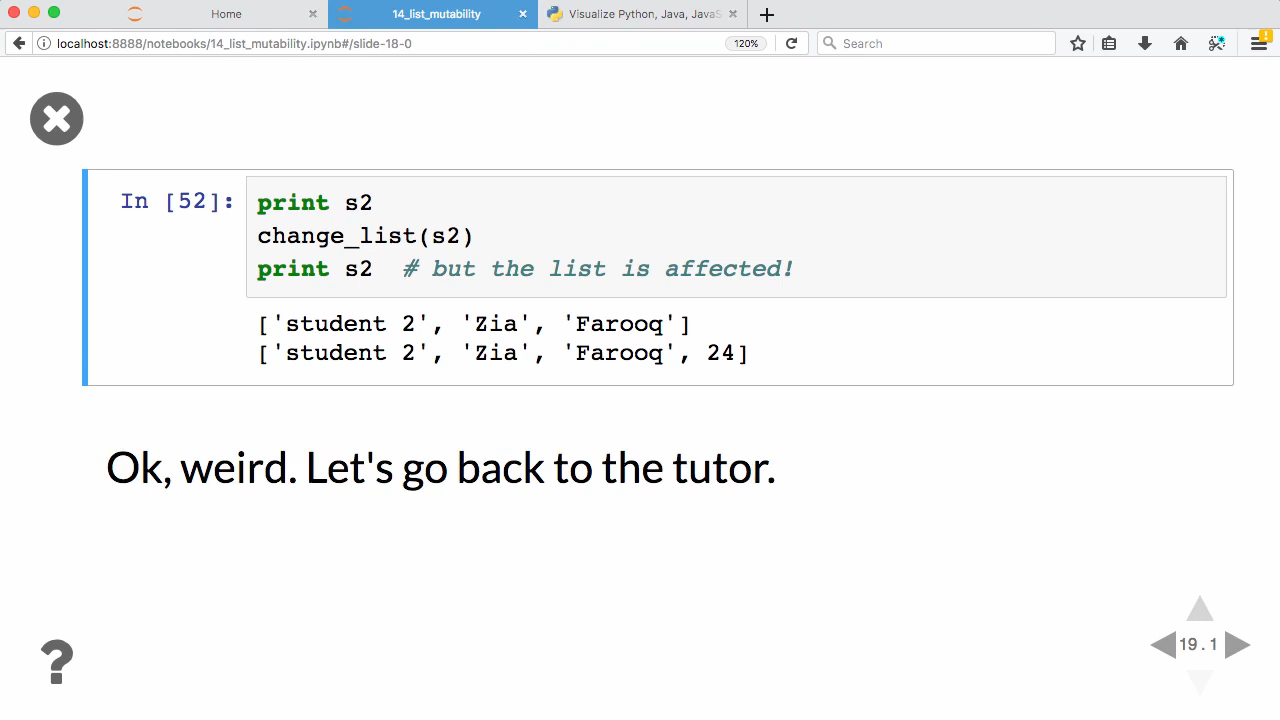 Home
14_list_mutability
Visualize Python, Java, JavaS
localhost:8888/notebooks/14_list_mutability.ipynb#/slide-18-0
120%
Search
In [52]:
print s2
change_list(s2)
print s2  # but the list is affected!
['student 2', 'Zia', 'Farooq']
['student 2', 'Zia', 'Farooq', 24]
Ok, weird. Let's go back to the tutor.
?
19.1